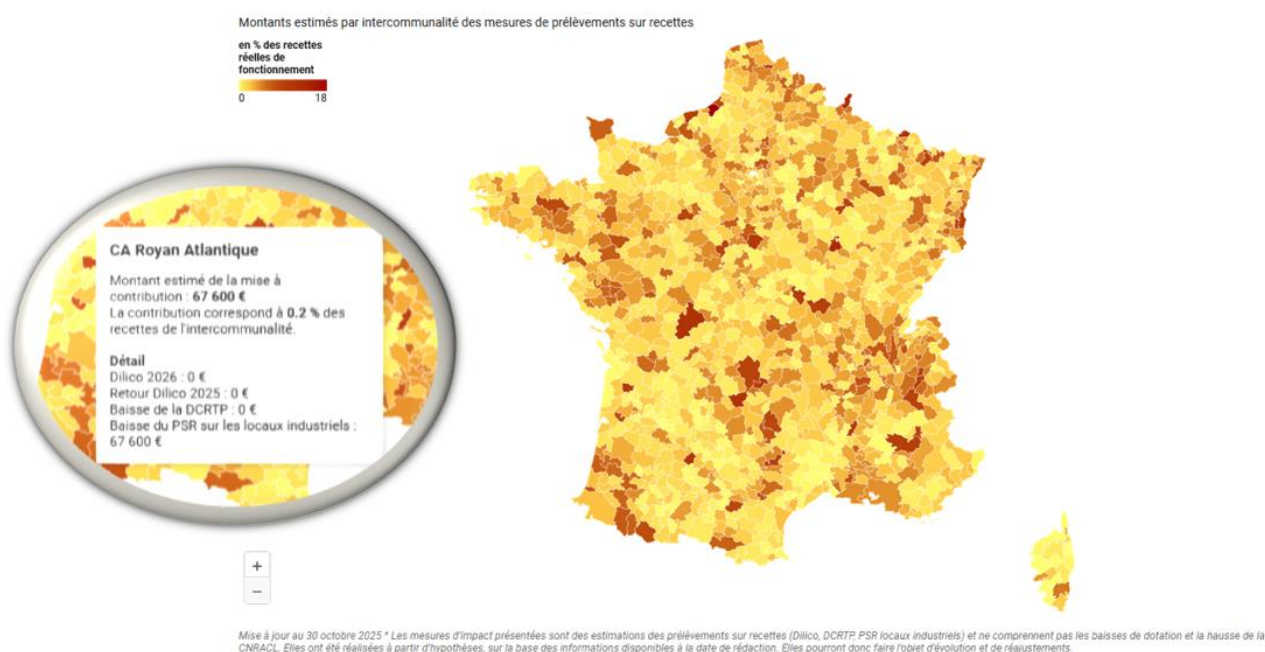 Montants estimés par intercommunalité des mesures de prélèvements sur recettes
en % des recettes
réelles de
fonctionnement
0 18
CA Royan Atlantique
Montant estimé de la mise à
contribution : 67 600 €
La contribution correspond à 0.2 % des
recettes de l'intercommunalité.
Détail
Dilico 2026 : 0 €
Retour Dilico 2025 : 0 €
Baisse de la DCRTP : 0 €
Baisse du PSR sur les locaux industriels :
67 600 €
+
−
Mise à jour au 30 octobre 2025 * Les mesures d'impact présentées sont des estimations des prélèvements sur recettes (Dilico, DCRTP, PSR locaux industriels) et ne comprennent pas les baisses de dotation et la hausse de la
CNRACL. Elles ont été réalisées à partir d'hypothèses, sur la base des informations disponibles à la date de rédaction. Elles pourront donc faire l'objet d'évolution et de réajustements.